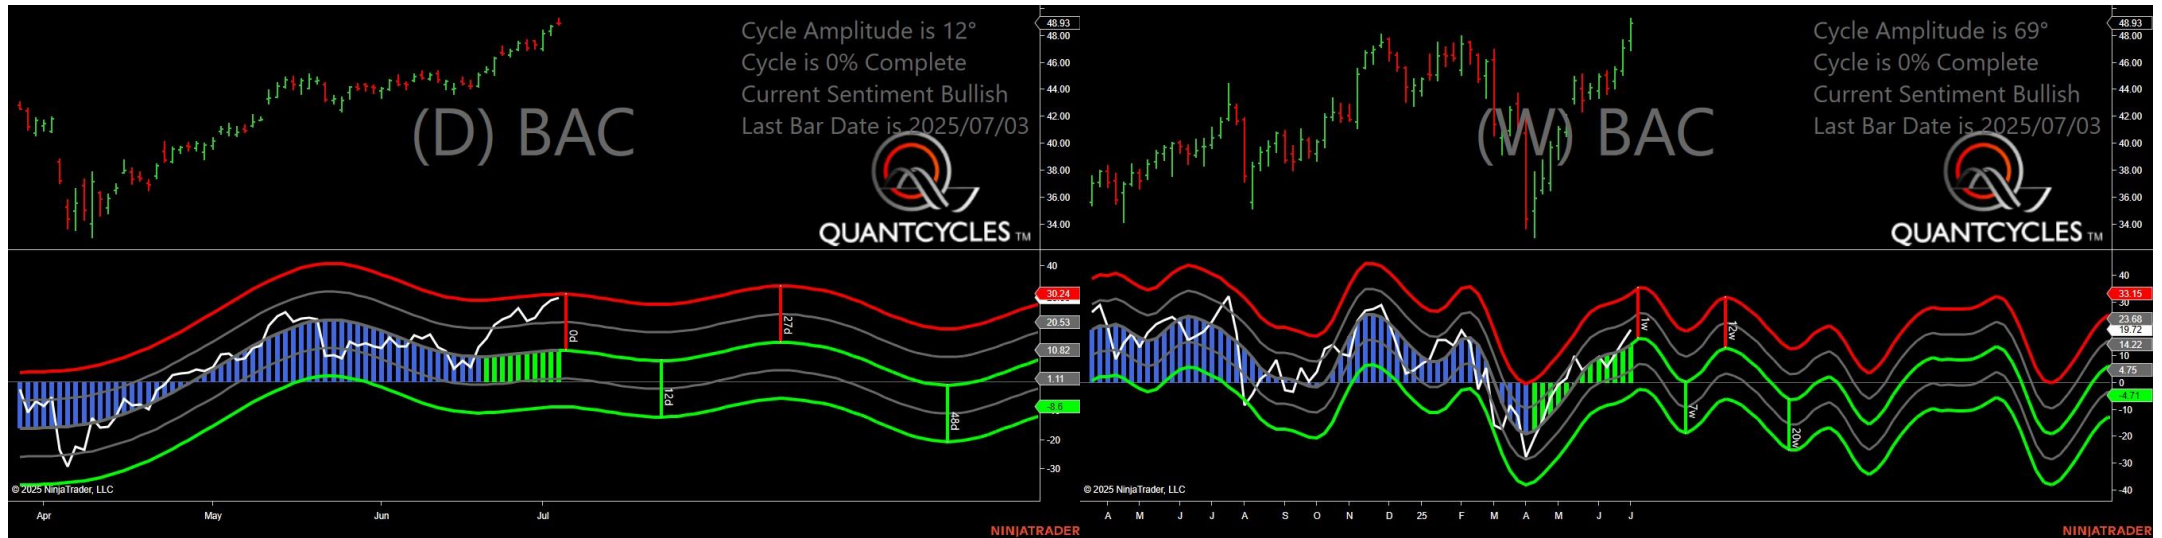 Cycle Amplitude is 12°
Cycle is 0% Complete
Current Sentiment Bullish
Last Bar Date is 2025/07/03
(D) BAC
QUANTCYCLES TM
48.93
48.00
46.00
44.00
42.00
40.00
38.00
36.00
34.00
40
30.24
20.53
10.82
1.11
-8.6
-20
-30
0d
12d
27d
48d
© 2025 NinjaTrader, LLC
Apr May Jun Jul
NINJATRADER
Cycle Amplitude is 69°
Cycle is 0% Complete
Current Sentiment Bullish
Last Bar Date is 2025/07/03
(W) BAC
QUANTCYCLES TM
48.93
48.00
46.00
44.00
42.00
40.00
38.00
36.00
34.00
40
33.15
23.68
19.72
14.22
10
4.75
0
-4.71
-10
-20
-30
-40
1w
7w
12w
20w
© 2025 NinjaTrader, LLC
A M J J A S O N D 25 F M A M J J
NINJATRADER